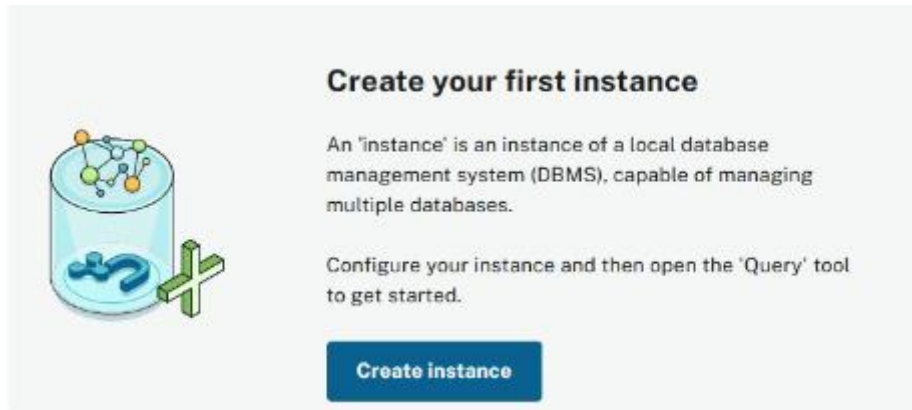 Create your first instance
An 'instance' is an instance of a local database
management system (DBMS), capable of managing
multiple databases.
Configure your instance and then open the 'Query' tool
to get started.
Create instance